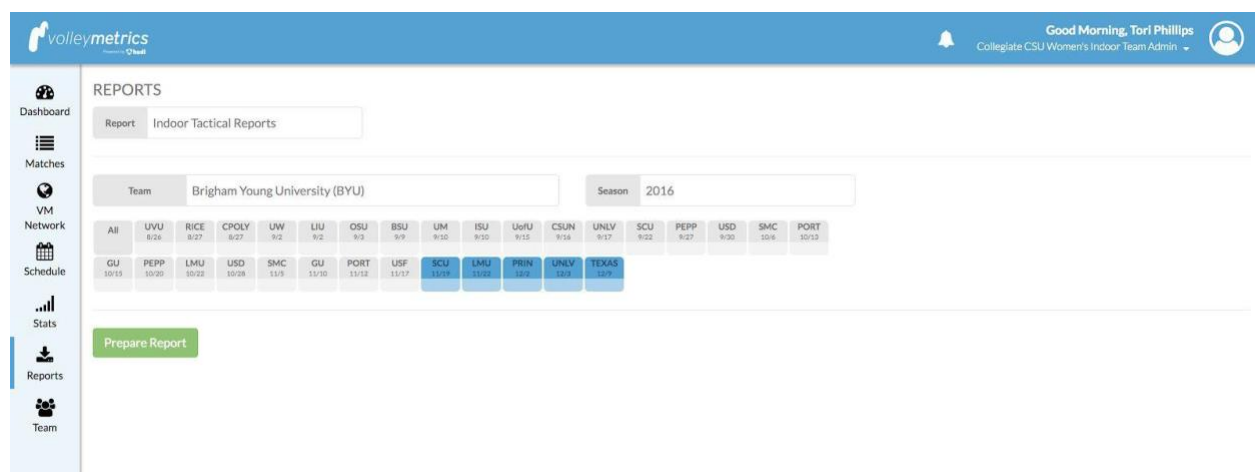 volleymetrics
hudl
Good Morning, Tori Phillips
Collegiate CSU Women's Indoor Team Admin
Dashboard
Matches
VM
Network
Schedule
Stats
Reports
Team
REPORTS
Report Indoor Tactical Reports
Team Brigham Young University (BYU) Season 2016
All UVU RICE CPOLY UW LIU OSU BSU UM ISU UofU CSUN UNLV SCU PEPP USD SMC PORT
8/26 8/27 8/27 9/2 9/2 9/3 9/9 9/10 9/10 9/15 9/16 9/17 9/22 9/27 9/30 10/6 10/13
GU PEPP LMU USD SMC GU PORT USF SCU LMU PRIN UNLV TEXAS
10/15 10/20 10/22 10/28 11/5 11/10 11/12 11/17 11/19 11/22 12/2 12/3 12/9
Prepare Report